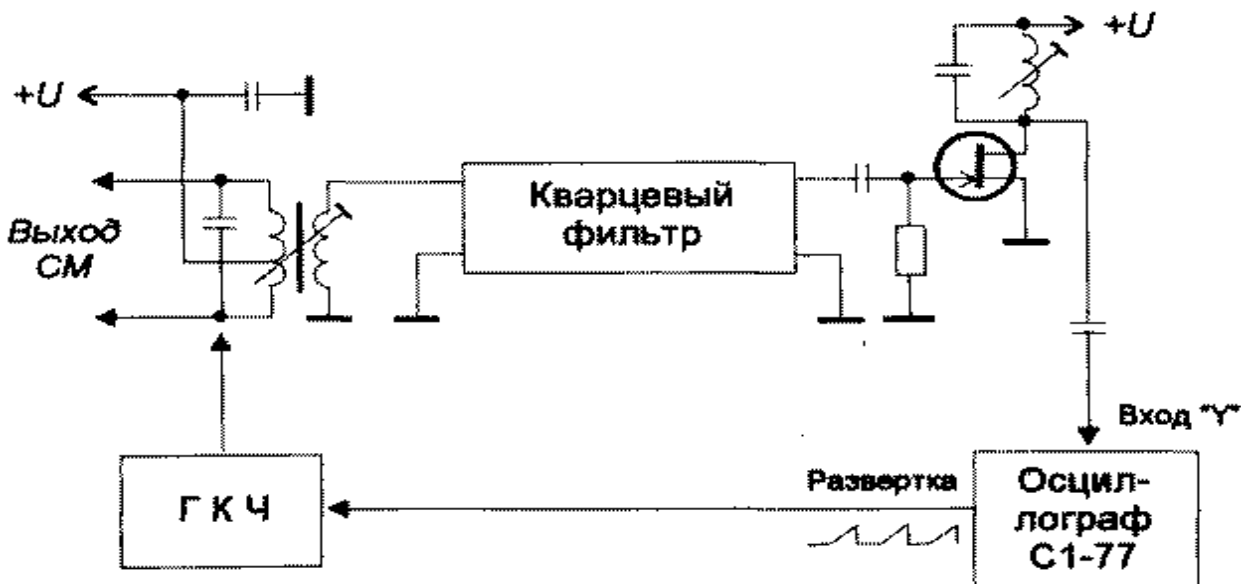 +U
+U
Выход
СМ
Кварцевый
фильтр
Вход "Y"
Развертка
Г К Ч
Осцил-
лограф
С1-77